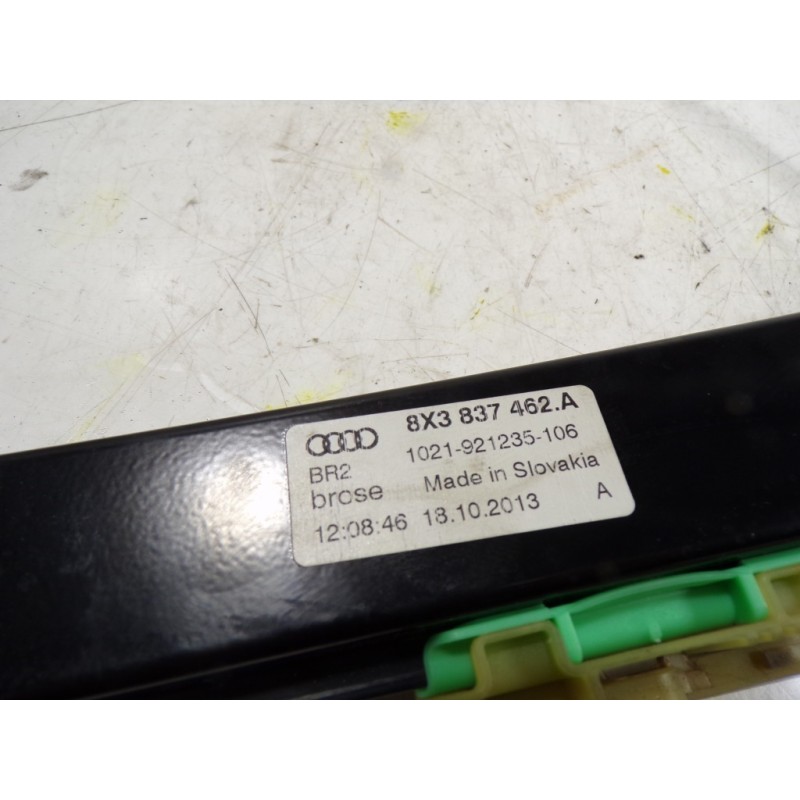 8X3 837 462.A
1021-921235-106
BR2
brose Made in Slovakia
12:08:46 18.10.2013 A